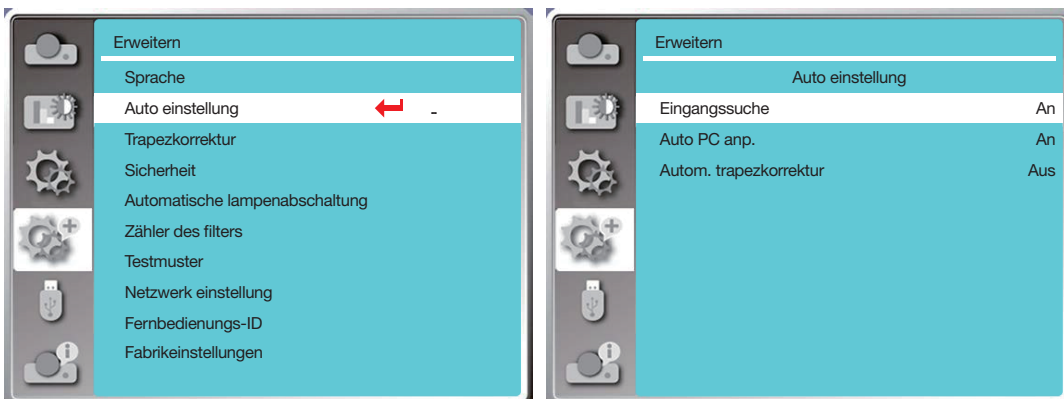 Erweitern
Sprache
Auto einstellung -
Trapezkorrektur
Sicherheit
Automatische lampenabschaltung
Zähler des filters
Testmuster
Netzwerk einstellung
Fernbedienungs-ID
Fabrikeinstellungen
Erweitern
Auto einstellung
Eingangssuche An
Auto PC anp. An
Autom. trapezkorrektur Aus